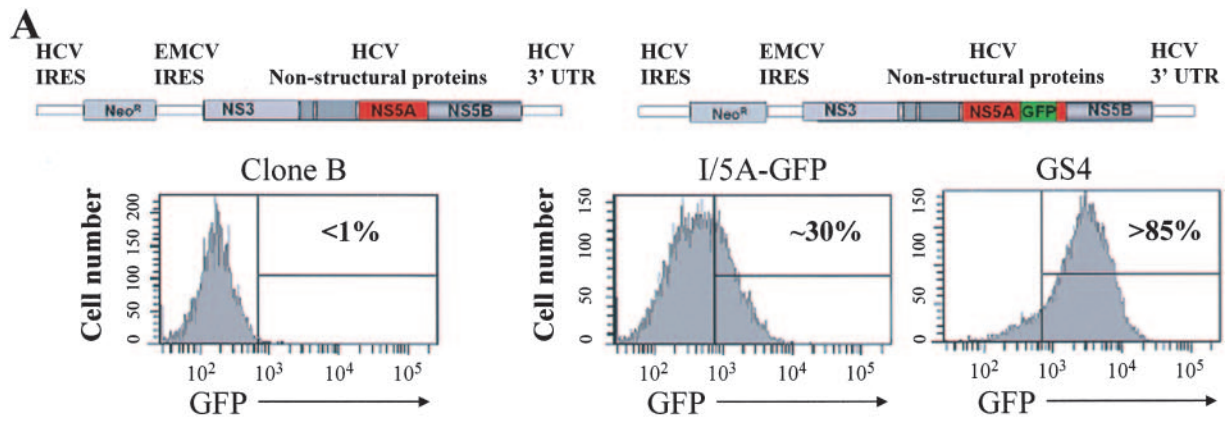 A
HCV EMCV HCV HCV
IRES IRES Non-structural proteins 3' UTR
Neo^R NS3 NS5A NS5B
HCV EMCV HCV HCV
IRES IRES Non-structural proteins 3' UTR
Neo^R NS3 NS5A GFP NS5B
Clone B
Cell number
200
150
100
50
0
<1%
10² 10³ 10⁴ 10⁵
GFP
I/5A-GFP
Cell number
150
100
50
0
~30%
10² 10³ 10⁴ 10⁵
GFP
GS4
150
100
50
0
>85%
10² 10³ 10⁴ 10⁵
GFP